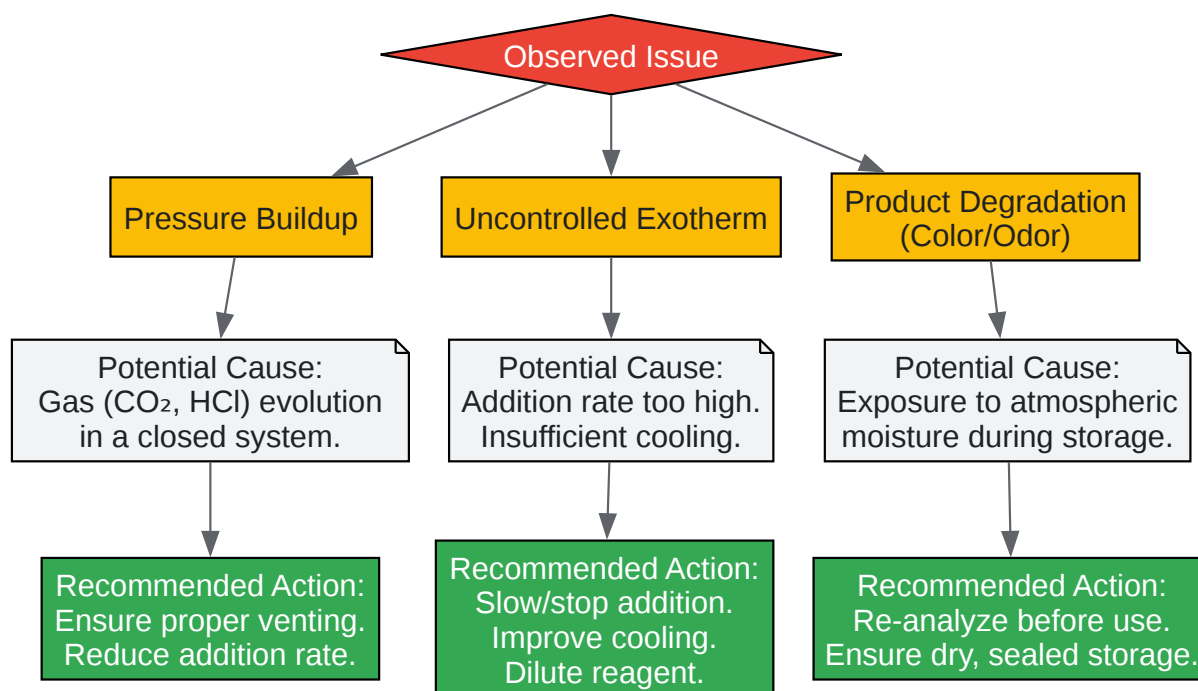 Observed Issue
Pressure Buildup
Uncontrolled Exotherm
Product Degradation
(Color/Odor)
Potential Cause:
Gas (CO₂, HCl) evolution
in a closed system.
Potential Cause:
Addition rate too high.
Insufficient cooling.
Potential Cause:
Exposure to atmospheric
moisture during storage.
Recommended Action:
Ensure proper venting.
Reduce addition rate.
Recommended Action:
Slow/stop addition.
Improve cooling.
Dilute reagent.
Recommended Action:
Re-analyze before use.
Ensure dry, sealed storage.